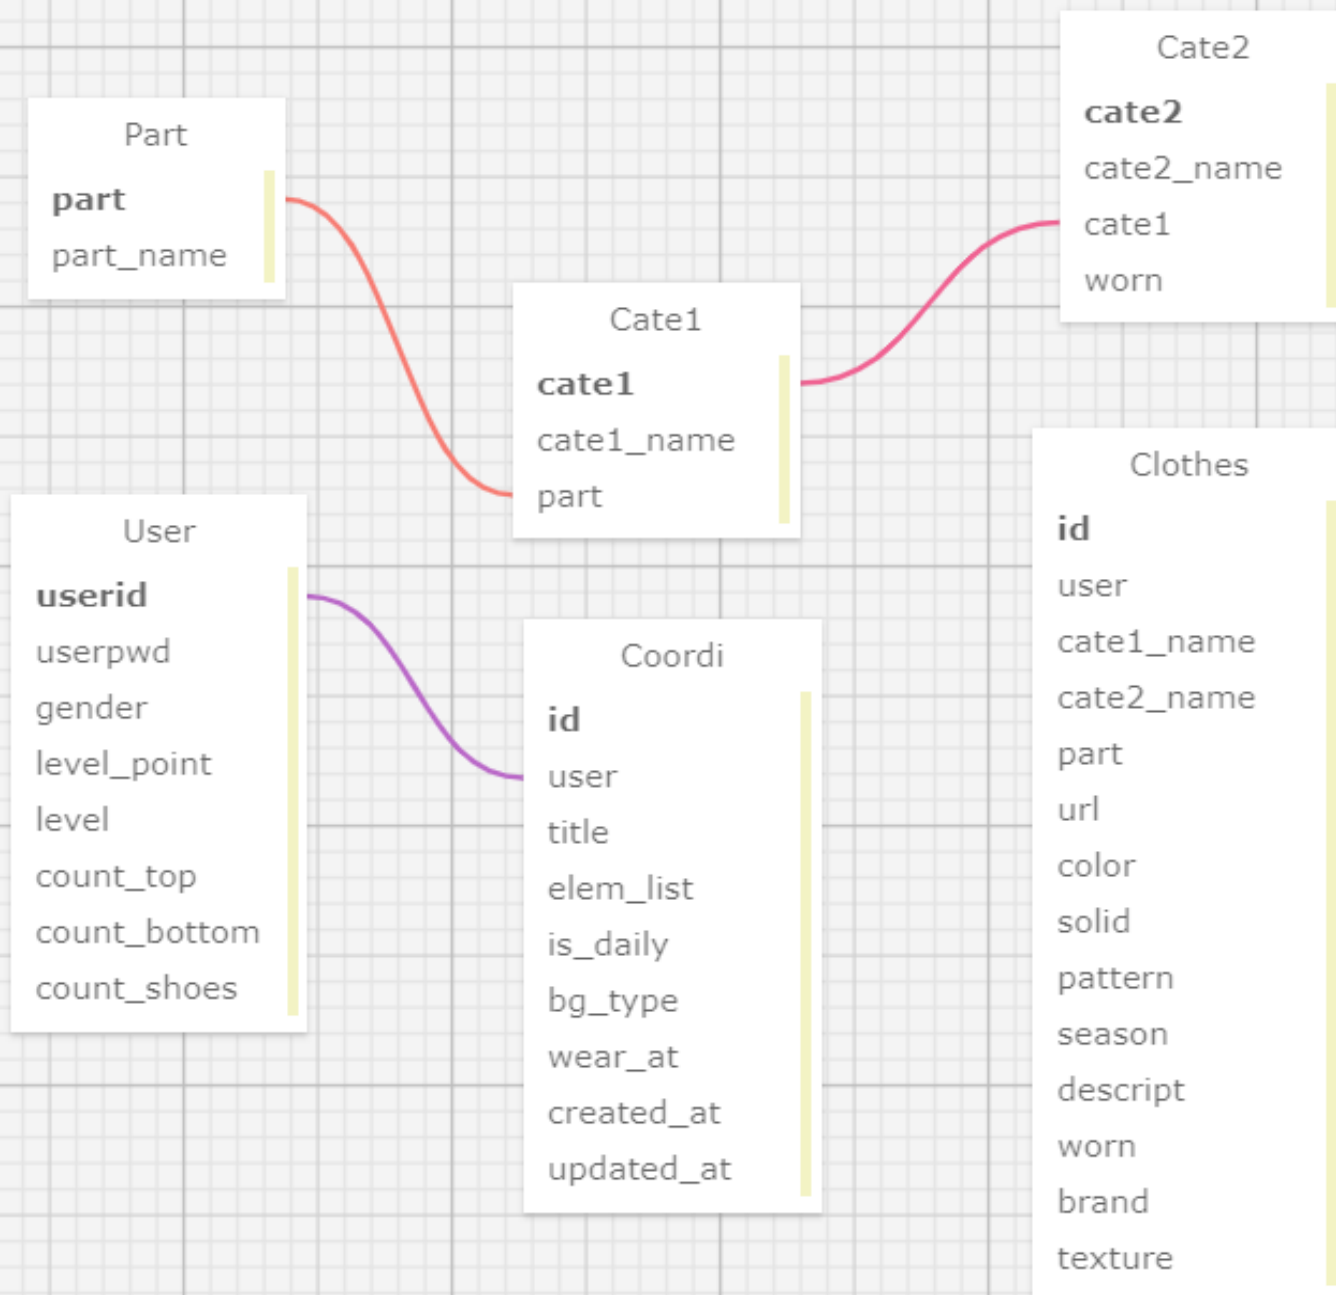 Part
part
part_name
User
userid
userpwd
gender
level_point
level
count_top
count_bottom
count_shoes
Cate1
cate1
cate1_name
part
Coordi
id
user
title
elem_list
is_daily
bg_type
wear_at
created_at
updated_at
Cate2
cate2
cate2_name
cate1
worn
Clothes
id
user
cate1_name
cate2_name
part
url
color
solid
pattern
season
descript
worn
brand
texture